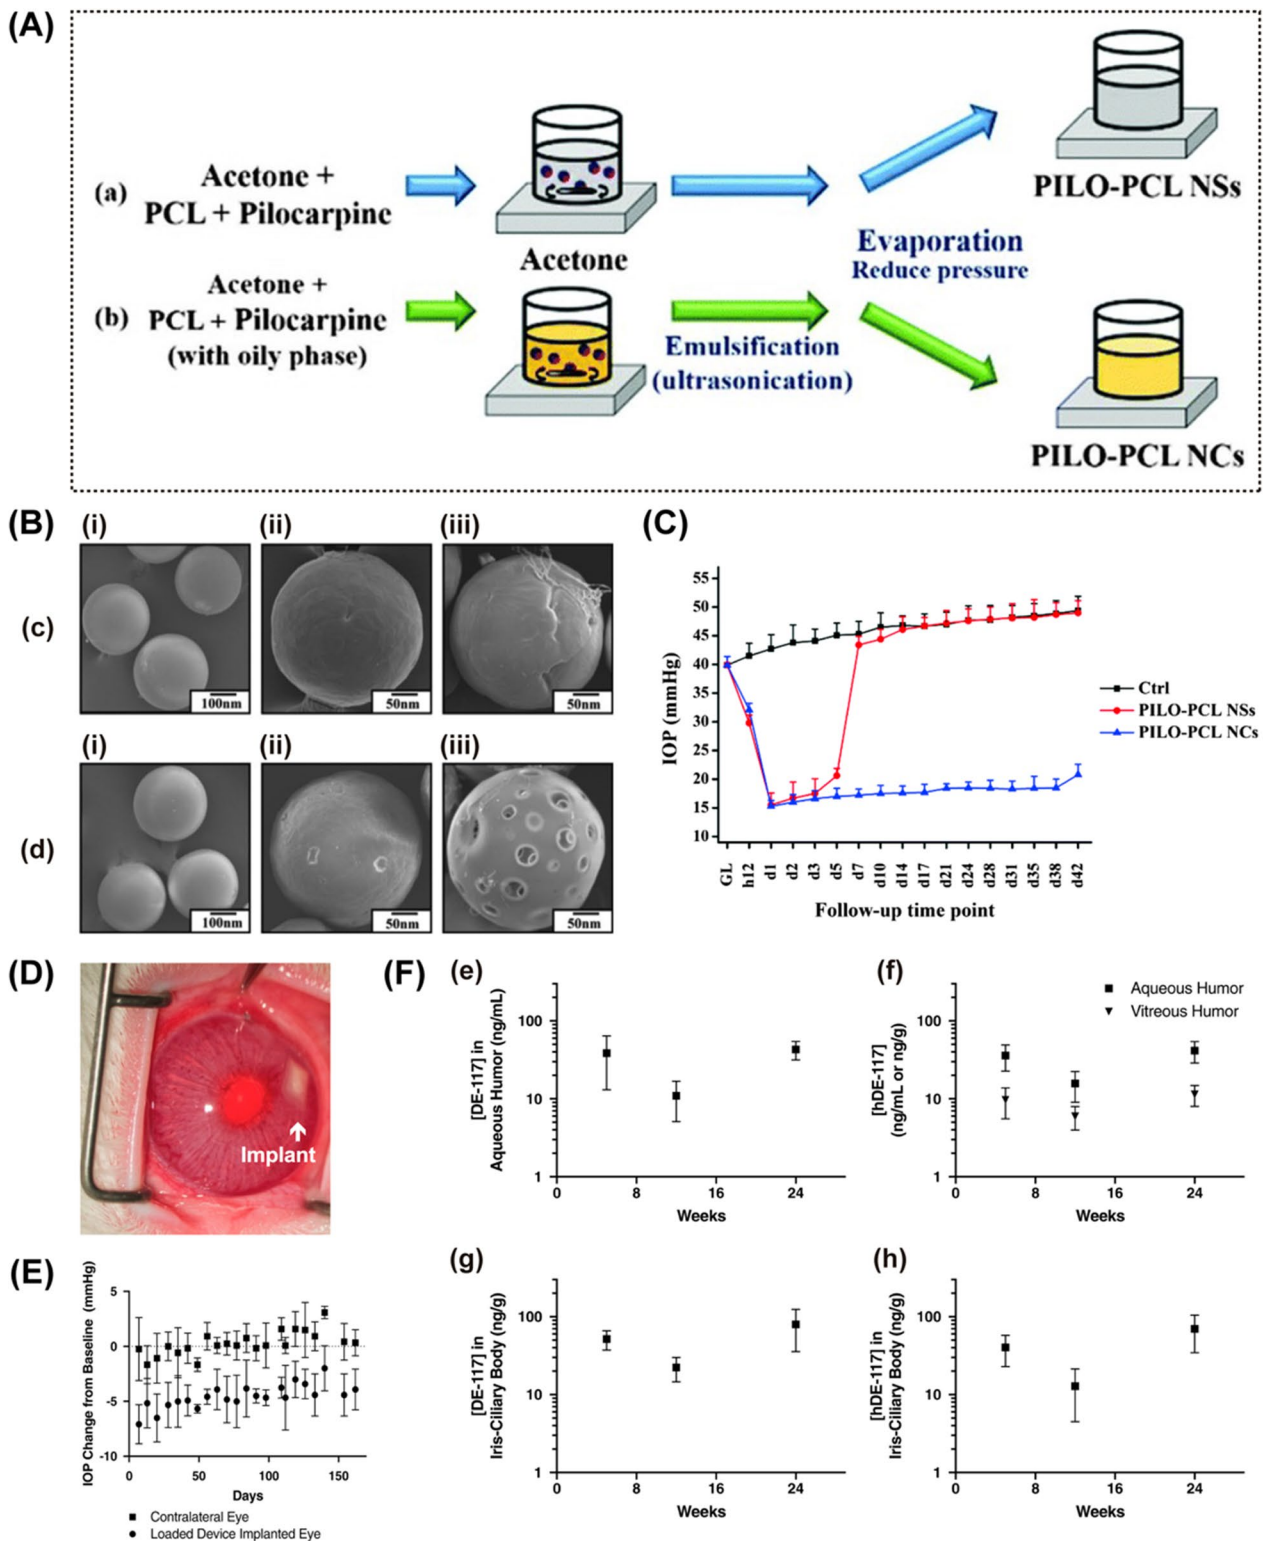 (A)
(a)
Acetone +
PCL + Pilocarpine
Acetone
PILO-PCL NSs
Evaporation
Reduce pressure
(b)
Acetone +
PCL + Pilocarpine
(with oily phase)
Emulsification
(ultrasonication)
PILO-PCL NCs
(B)
(i)
(ii)
(iii)
(c)
100nm
50nm
50nm
(i)
(ii)
(iii)
(d)
100nm
50nm
50nm
(C)
IOP (mmHg)
55
50
45
40
35
30
25
20
15
10
GL
h12
d1
d2
d3
d5
d7
d10
d14
d17
d21
d24
d28
d31
d35
d38
d42
Follow-up time point
Ctrl
PILO-PCL NSs
PILO-PCL NCs
(D)
Implant
(E)
IOP Change from Baseline (mmHg)
5
0
-5
-10
0
50
100
150
Days
Contralateral Eye
Loaded Device Implanted Eye
(F)
(e)
[DE-117] in
Aqueous Humor (ng/mL)
100
10
1
0
8
16
24
Weeks
(f)
[hDE-117]
(ng/mL or ng/g)
Aqueous Humor
Vitreous Humor
100
10
1
0
8
16
24
Weeks
(g)
[DE-117] in
Iris-Ciliary Body (ng/g)
100
10
1
0
8
16
24
Weeks
(h)
[hDE-117] in
Iris-Ciliary Body (ng/g)
100
10
1
0
8
16
24
Weeks